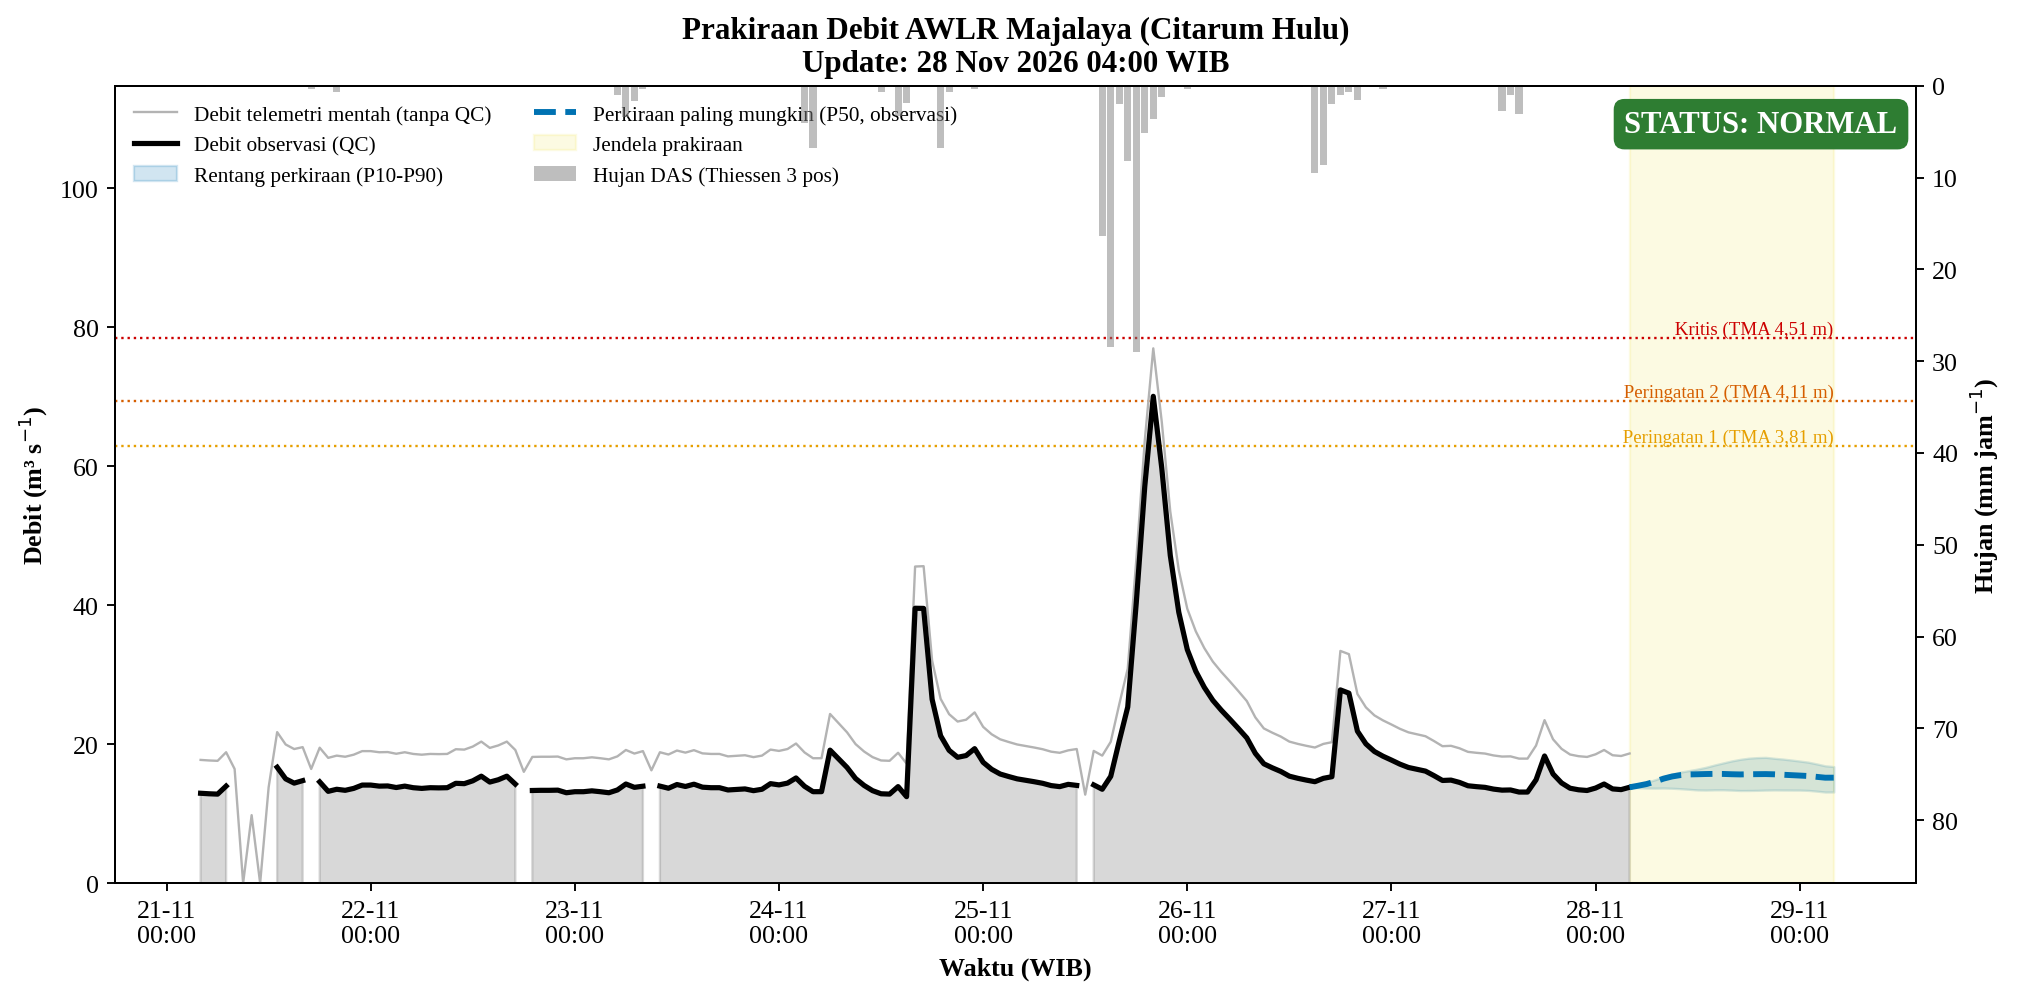 Prakiraan Debit AWLR Majalaya (Citarum Hulu)
Update: 28 Nov 2026 04:00 WIB
Debit telemetri mentah (tanpa QC)
Debit observasi (QC)
Rentang perkiraan (P10-P90)
Perkiraan paling mungkin (P50, observasi)
Jendela prakiraan
Hujan DAS (Thiessen 3 pos)
STATUS: NORMAL
Kritis (TMA 4,51 m)
Peringatan 2 (TMA 4,11 m)
Peringatan 1 (TMA 3,81 m)
Debit (m³ s⁻¹)
100
80
60
40
20
0
Hujan (mm jam⁻¹)
0
10
20
30
40
50
60
70
80
21-11
00:00
22-11
00:00
23-11
00:00
24-11
00:00
25-11
00:00
26-11
00:00
27-11
00:00
28-11
00:00
29-11
00:00
Waktu (WIB)